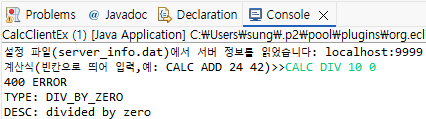 Problems @ Javadoc Declaration Console
CalcClientEx (1) [Java Application] C:₩Users₩sung₩.p2₩pool₩plugins₩org.ecl
설정 파일(server_info.dat)에서 서버 정보를 읽었습니다: localhost:9999
계산식(빈칸으로 띄어 입력,예: CALC ADD 24 42)>>CALC DIV 10 0
400 ERROR
TYPE: DIV_BY_ZERO
DESC: divided by zero